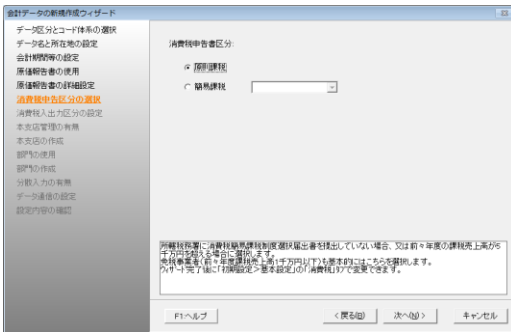 会計データの新規作成ウィザード
データ区分とコード体系の選択
データ名と所在地の設定
会計期間等の設定
原価報告書の使用
原価報告書の詳細設定
消費税申告区分の選択
消費税入出力区分の設定
本支店管理の有無
本支店の作成
部門の使用
部門の作成
分散入力の有無
データ通信の設定
設定内容の確認
消費税申告書区分:
原則課税
簡易課税
所轄税務署に消費税簡易課税制度選択届出書を提出していない場合、又は前々年度の課税売上高が5
千万円を超える場合に選択します。
免税事業者(前々年度課税売上高1千万円以下)も基本的にはこちらを選択します。
ウィザード完了後に「初期設定>基本設定」の「消費税」タブで変更できます。
F1:ヘルプ
<戻る(B)
次へ(N)>
キャンセル